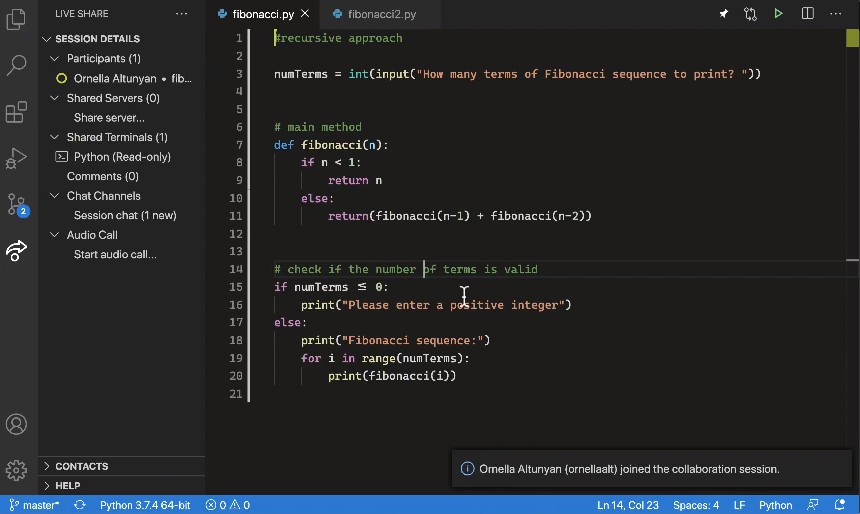 LIVE SHARE ...
SESSION DETAILS
Participants (1)
Ornella Altunyan • fib...
Shared Servers (0)
Share server...
Shared Terminals (1)
Python (Read-only)
Comments (0)
Chat Channels
Session chat (1 new)
Audio Call
Start audio call...
CONTACTS
HELP
2
fibonacci.py
fibonacci2.py
1 #recursive approach
2
3 numTerms = int(input("How many terms of Fibonacci sequence to print? "))
4
5
6 # main method
7 def fibonacci(n):
8 if n < 1:
9 return n
10 else:
11 return(fibonacci(n-1) + fibonacci(n-2))
12
13
14 # check if the number of terms is valid
15 if numTerms ≤ 0:
16 print("Please enter a positive integer")
17 else:
18 print("Fibonacci sequence:")
19 for i in range(numTerms):
20 print(fibonacci(i))
21
Ornella Altunyan (ornellaalt) joined the collaboration session.
master* Python 3.7.4 64-bit 0 0 Ln 14, Col 23 Spaces: 4 LF Python